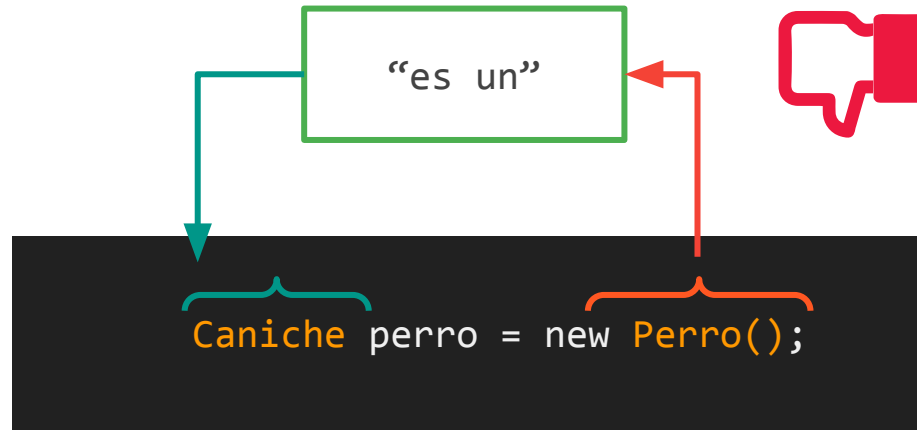 “es un”
Caniche perro = new Perro();